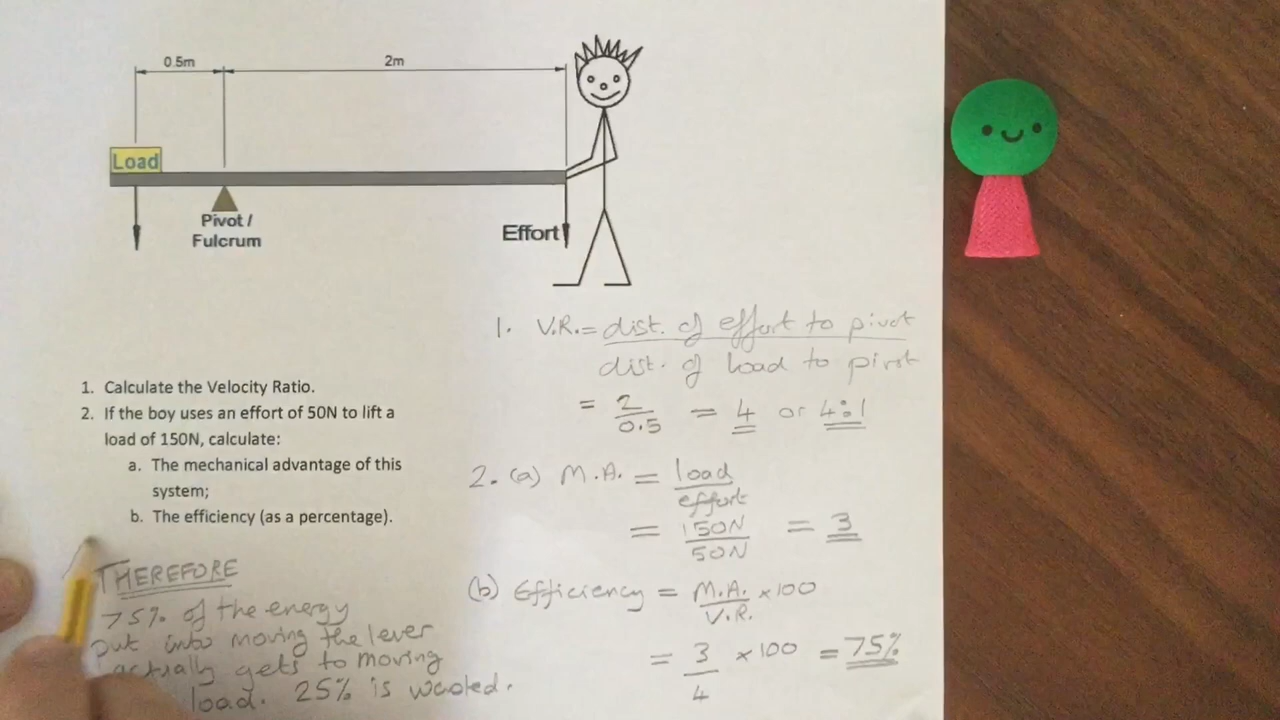 0.5m
2m
Load
Pivot /
Fulcrum
Effort
1. Calculate the Velocity Ratio.
2. If the boy uses an effort of 50N to lift a
load of 150N, calculate:
a. The mechanical advantage of this
system;
b. The efficiency (as a percentage).
THEREFORE
75% of the energy
put into moving the lever
actually gets to moving
load. 25% is wasted.
1. V.R. = dist. of effort to pivot
dist. of load to pivot
= 2 = 4 or 4:1
0.5
2. (a) M.A. = load
effort
= 150N = 3
50N
(b) Efficiency = M.A. x100
V.R.
= 3 x100 = 75%
4